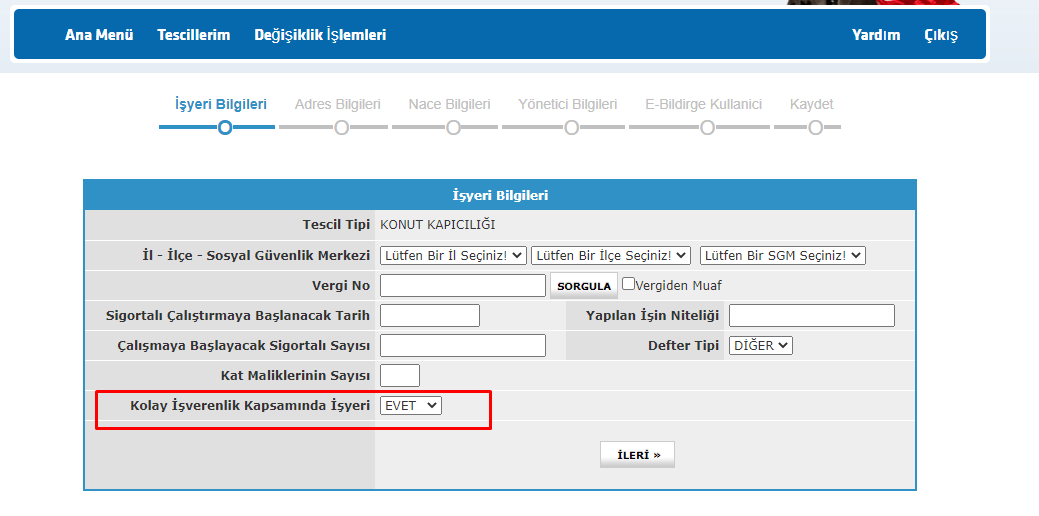 Ana Menü Tescillerim Değişiklik İşlemleri Yardım Çıkış
İşyeri Bilgileri Adres Bilgileri Nace Bilgileri Yönetici Bilgileri E-Bildirge Kullanici Kaydet
İşyeri Bilgileri
Tescil Tipi KONUT KAPICILIĞI
İl - İlçe - Sosyal Güvenlik Merkezi Lütfen Bir İl Seçiniz! Lütfen Bir İlçe Seçiniz! Lütfen Bir SGM Seçiniz!
Vergi No SORGULA Vergiden Muaf
Sigortalı Çalıştırmaya Başlanacak Tarih Yapılan İşin Niteliği
Çalışmaya Başlayacak Sigortalı Sayısı Defter Tipi DİĞER
Kat Maliklerinin Sayısı
Kolay İşverenlik Kapsamında İşyeri EVET
İLERİ »